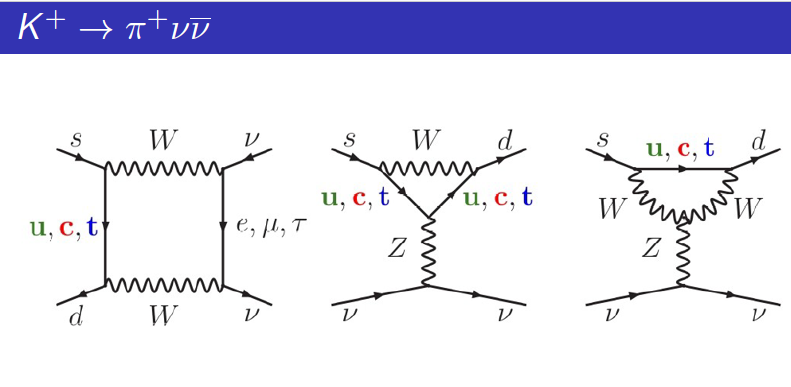 K⁺ → π⁺νν̅
s W ν s W d s u, c, t d
u, c, t e, μ, τ u, c, t u, c, t W W
Z Z
d W ν ν ν ν ν